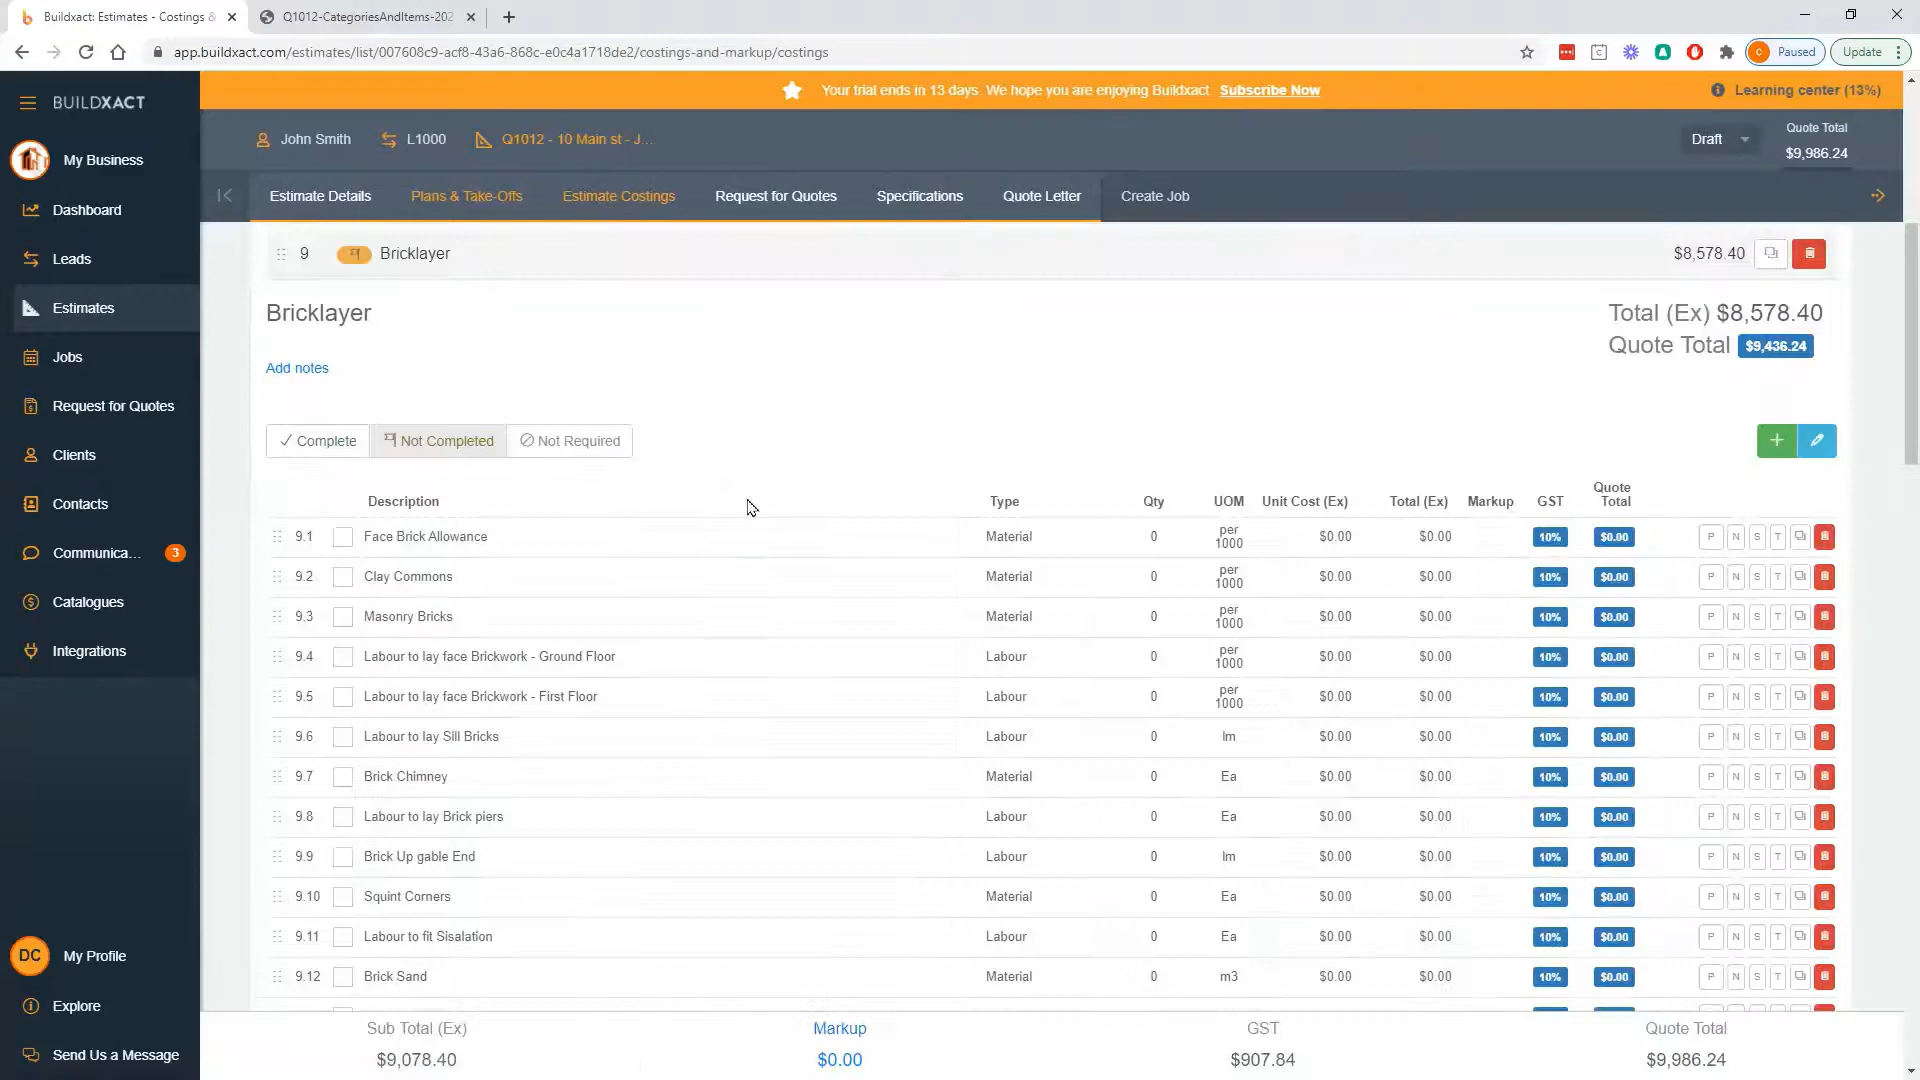 Buildxact: Estimates - Costings &
Q1012-CategoriesAndItems-202
app.buildxact.com/estimates/list/007608c9-acf8-43a6-868c-e0c4a1718de2/costings-and-markup/costings
C Paused
Update
BUILDXACT
Your trial ends in 13 days. We hope you are enjoying Buildxact Subscribe Now
Learning center (13%)
John Smith
L1000
Q1012 - 10 Main st - J...
Draft
Quote Total
$9,986.24
My Business
Dashboard
Leads
Estimates
Jobs
Request for Quotes
Clients
Contacts
Communica... 3
Catalogues
Integrations
DC My Profile
Explore
Send Us a Message
Estimate Details
Plans & Take-Offs
Estimate Costings
Request for Quotes
Specifications
Quote Letter
Create Job
9 Bricklayer $8,578.40
Bricklayer
Total (Ex) $8,578.40
Quote Total $9,436.24
Add notes
Complete Not Completed Not Required
Description Type Qty UOM Unit Cost (Ex) Total (Ex) Markup GST Quote Total
9.1 Face Brick Allowance Material 0 per 1000 $0.00 $0.00 10% $0.00 P N S T
9.2 Clay Commons Material 0 per 1000 $0.00 $0.00 10% $0.00 P N S T
9.3 Masonry Bricks Material 0 per 1000 $0.00 $0.00 10% $0.00 P N S T
9.4 Labour to lay face Brickwork - Ground Floor Labour 0 per 1000 $0.00 $0.00 10% $0.00 P N S T
9.5 Labour to lay face Brickwork - First Floor Labour 0 per 1000 $0.00 $0.00 10% $0.00 P N S T
9.6 Labour to lay Sill Bricks Labour 0 lm $0.00 $0.00 10% $0.00 P N S T
9.7 Brick Chimney Material 0 Ea $0.00 $0.00 10% $0.00 P N S T
9.8 Labour to lay Brick piers Labour 0 Ea $0.00 $0.00 10% $0.00 P N S T
9.9 Brick Up gable End Labour 0 lm $0.00 $0.00 10% $0.00 P N S T
9.10 Squint Corners Material 0 Ea $0.00 $0.00 10% $0.00 P N S T
9.11 Labour to fit Sisalation Labour 0 Ea $0.00 $0.00 10% $0.00 P N S T
9.12 Brick Sand Material 0 m3 $0.00 $0.00 10% $0.00 P N S T
Sub Total (Ex) Markup GST Quote Total
$9,078.40 $0.00 $907.84 $9,986.24